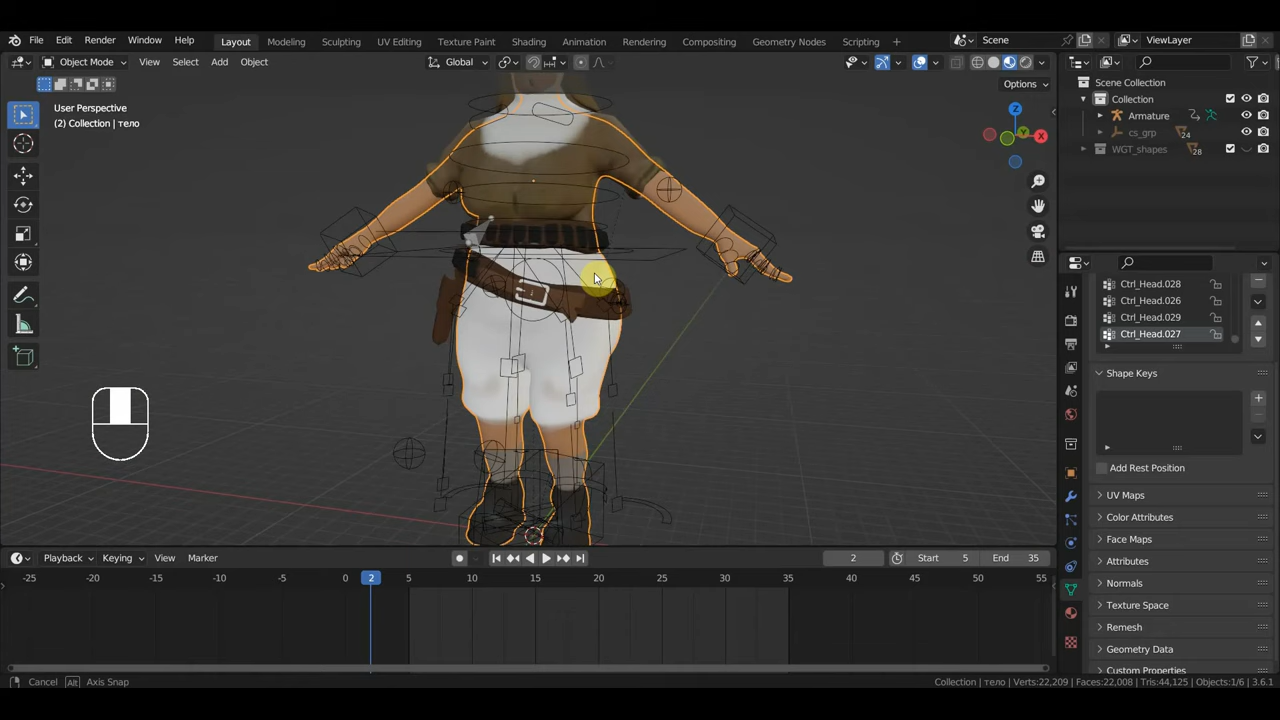 File Edit Render Window Help Layout Modeling Sculpting UV Editing Texture Paint Shading Animation Rendering Compositing Geometry Nodes Scripting + Scene ViewLayer
Object Mode View Select Add Object Global Options
User Perspective
(2) Collection | тело
X
Y
Z
Scene Collection
Collection
Armature
cs_grp 24
WGT_shapes 28
Ctrl_Head.028
Ctrl_Head.026
Ctrl_Head.029
Ctrl_Head.027
Shape Keys
Add Rest Position
UV Maps
Color Attributes
Face Maps
Attributes
Normals
Texture Space
Remesh
Geometry Data
Custom Properties
Playback Keying View Marker 2 Start 5 End 35
-25 -20 -15 -10 -5 0 2 5 10 15 20 25 30 35 40 45 50 55
Cancel Alt Axis Snap Collection | тело | Verts:22,209 | Faces:22,008 | Tris:44,125 | Objects:1/6 | 3.6.1